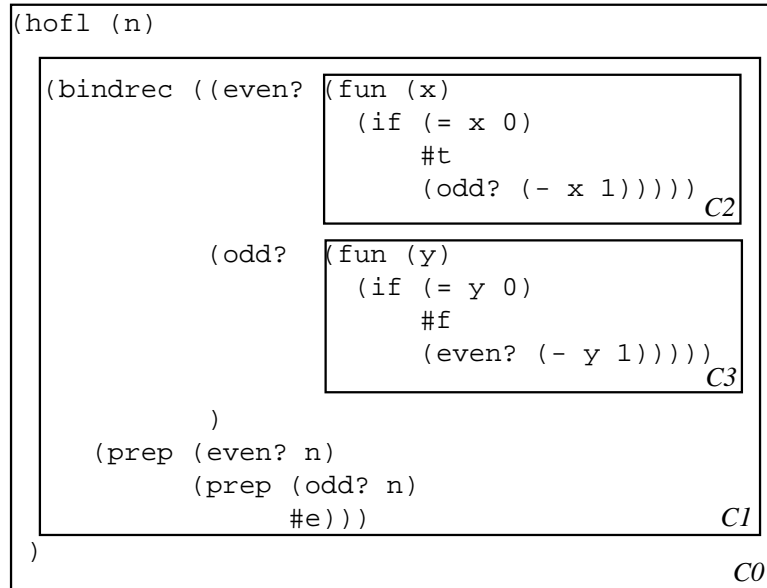 (hofl (n)
(bindrec ((even? (fun (x)
(if (= x 0)
#t
(odd? (- x 1)))))
C2
(odd? (fun (y)
(if (= y 0)
#f
(even? (- y 1)))))
C3
)
(prep (even? n)
(prep (odd? n)
#e)))
C1
)
C0